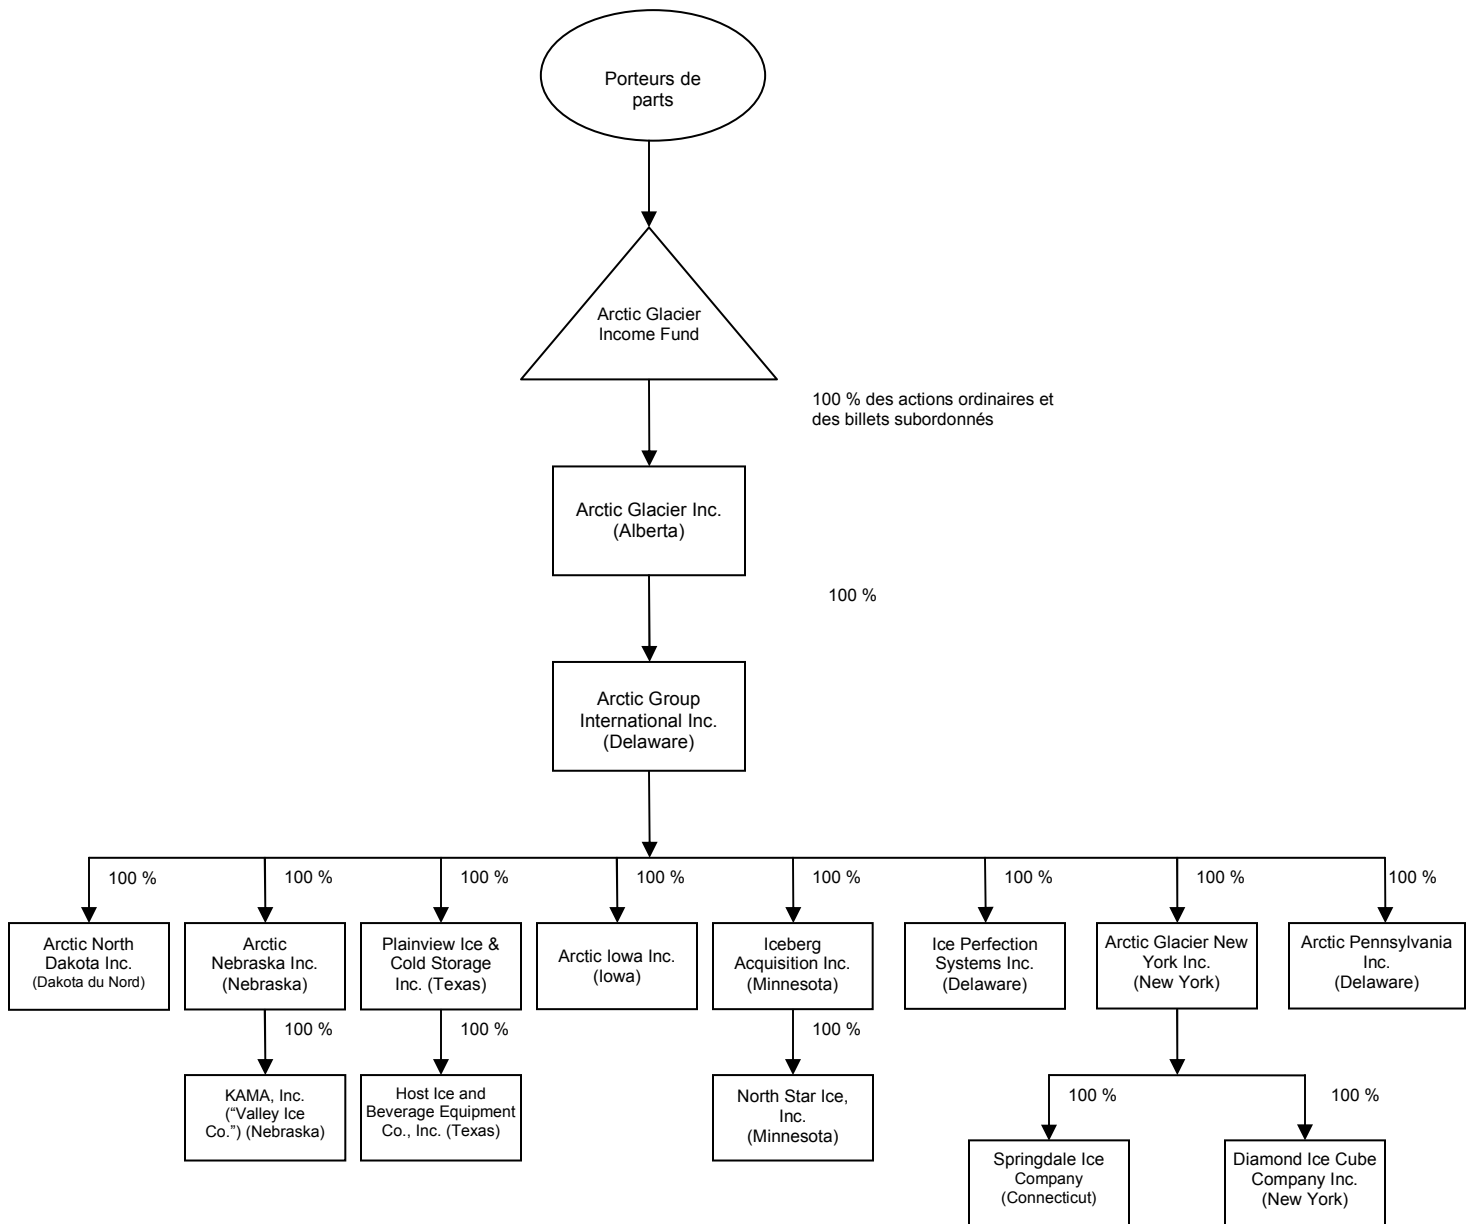 Porteurs de
parts
Arctic Glacier
Income Fund
100 % des actions ordinaires et
des billets subordonnés
Arctic Glacier Inc.
(Alberta)
100 %
Arctic Group
International Inc.
(Delaware)
100 %
100 %
100 %
100 %
100 %
100 %
100 %
100 %
Arctic North
Dakota Inc.
(Dakota du Nord)
Arctic
Nebraska Inc.
(Nebraska)
Plainview Ice &
Cold Storage
Inc. (Texas)
Arctic Iowa Inc.
(Iowa)
Iceberg
Acquisition Inc.
(Minnesota)
Ice Perfection
Systems Inc.
(Delaware)
Arctic Glacier New
York Inc.
(New York)
Arctic Pennsylvania
Inc.
(Delaware)
100 %
100 %
100 %
KAMA, Inc.
(“Valley Ice
Co.”) (Nebraska)
Host Ice and
Beverage Equipment
Co., Inc. (Texas)
North Star Ice,
Inc.
(Minnesota)
100 %
100 %
Springdale Ice
Company
(Connecticut)
Diamond Ice Cube
Company Inc.
(New York)